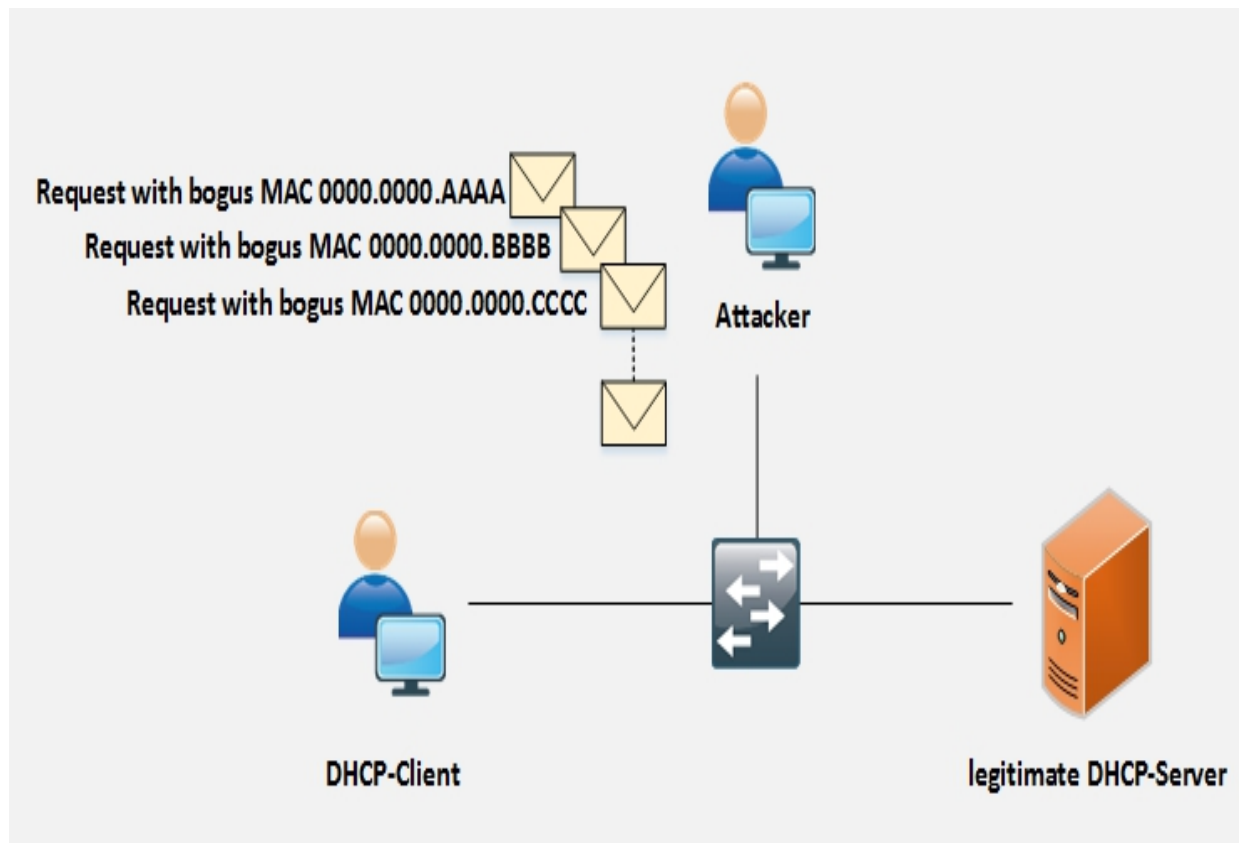 Request with bogus MAC 0000.0000.AAAA
Request with bogus MAC 0000.0000.BBBB
Request with bogus MAC 0000.0000.CCCC
Attacker
DHCP-Client
legitimate DHCP-Server